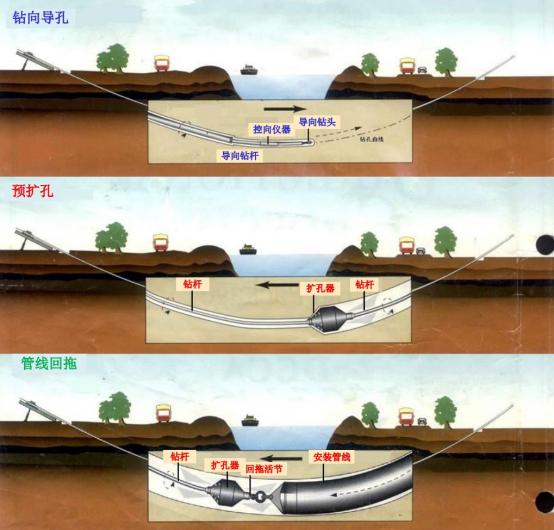 钻向导孔
导向钻头
控向仪器
导向钻杆
钻孔曲线
预扩孔
钻杆
扩孔器
钻杆
管线回拖
钻杆
扩孔器
回拖活节
安装管线